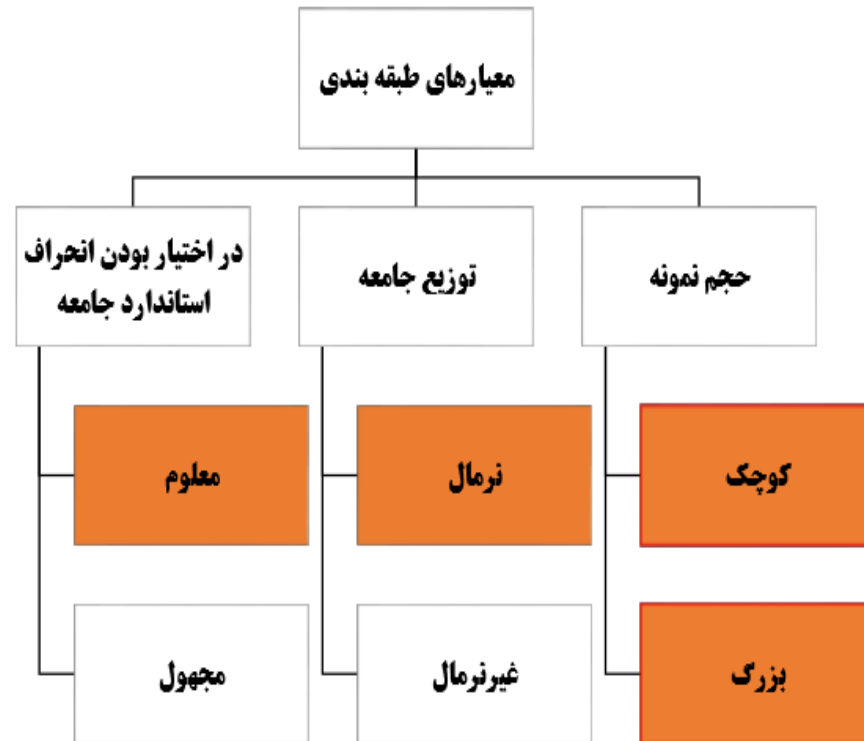 معیارهای طبقه بندی
حجم نمونه
توزیع جامعه
در اختیار بودن انحراف
استاندارد جامعه
کوچک
نرمال
معلوم
بزرگ
غیرنرمال
مجهول